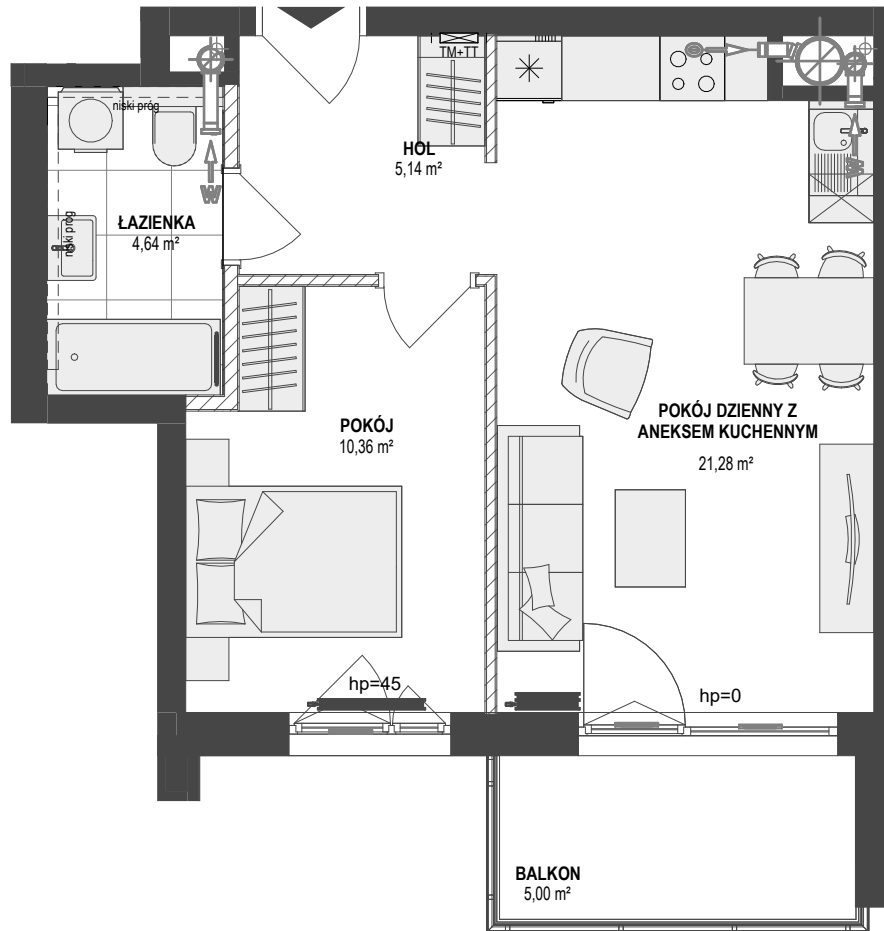 TM+TT
niski próg
HOL
5,14 m²
W
W
ŁAZIENKA
4,64 m²
niski próg
POKÓJ
10,36 m²
POKÓJ DZIENNY Z
ANEKSEM KUCHENNYM
21,28 m²
hp=45
hp=0
BALKON
5,00 m²